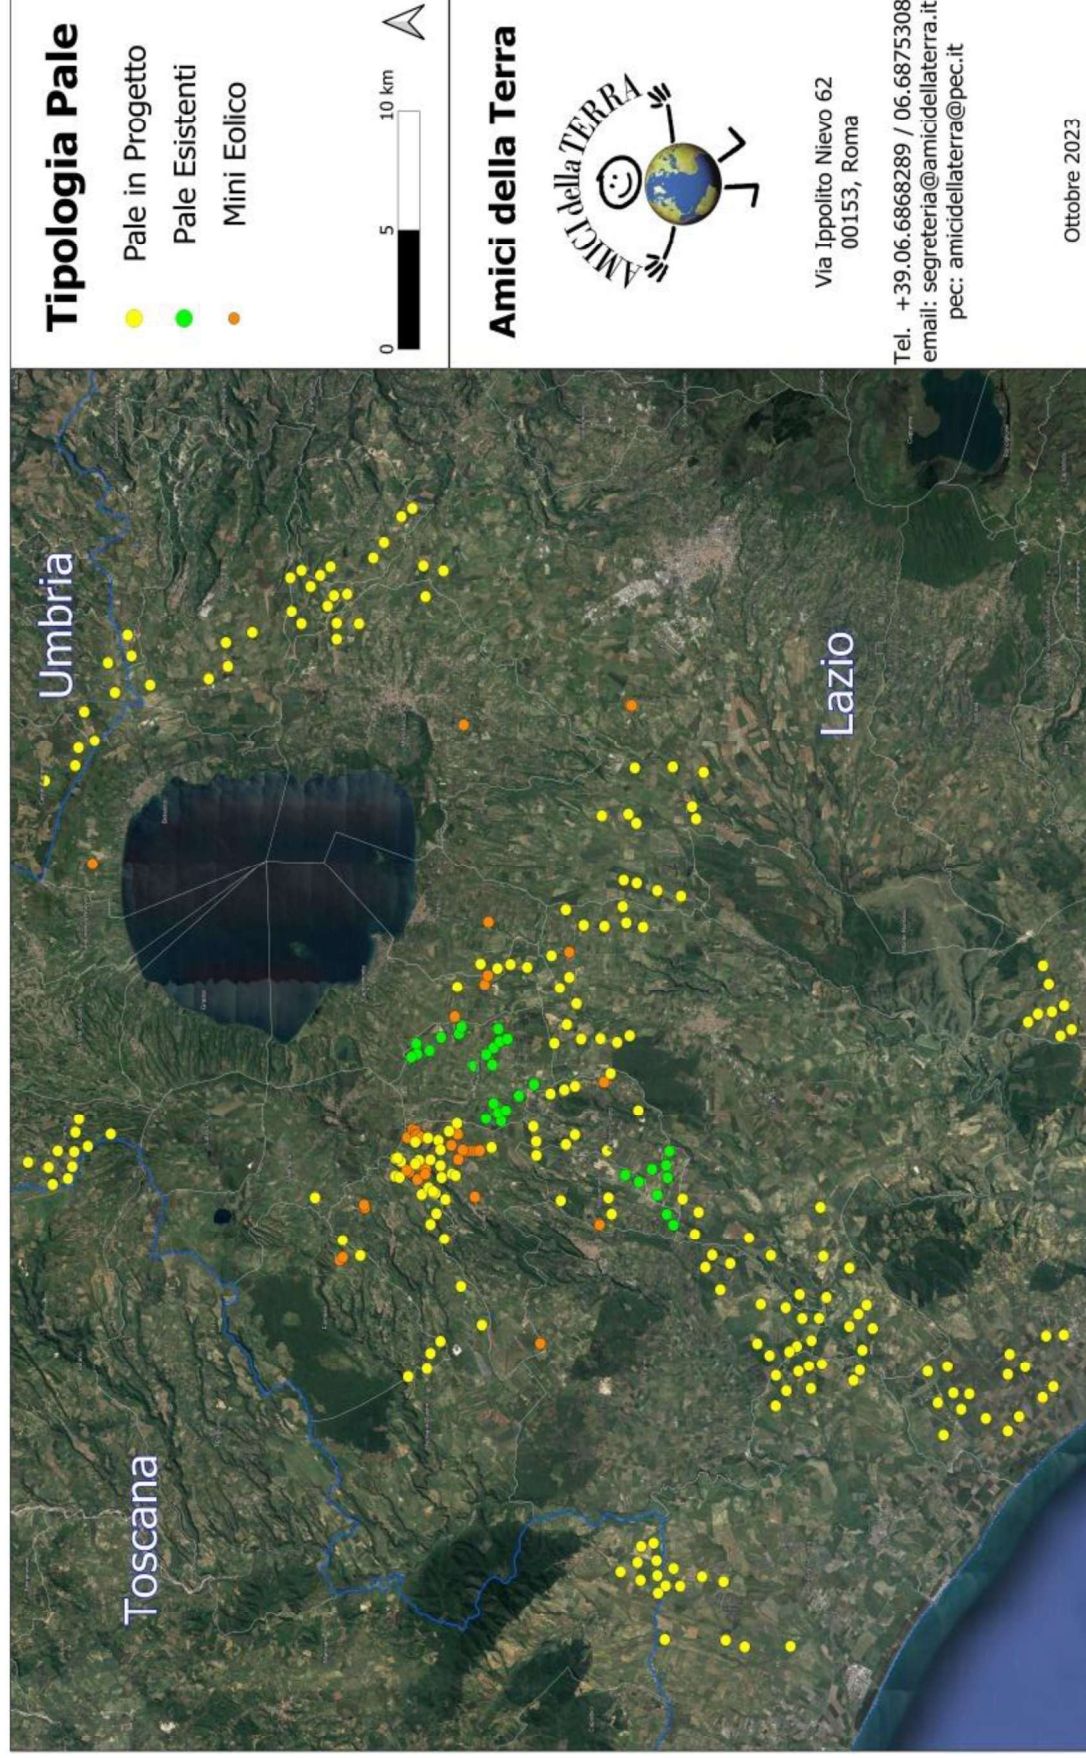 Tipologia Pale
Pale in Progetto
Pale Esistenti
Mini Eolico
0 5 10 km
Amici della Terra
AMICI della TERRA
Via Ippolito Nievo 62
00153, Roma
Tel. +39.06.6868289 / 06.6875308
email: segreteria@amicidellaterra.it
pec: amicidellaterra@pec.it
Ottobre 2023
Toscana
Umbria
Lazio